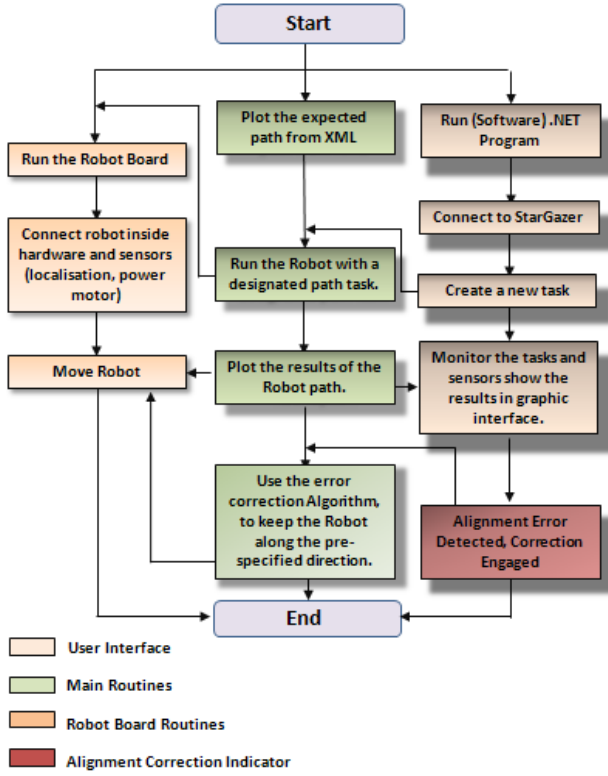 Start
Plot the expected
path from XML
Run (Software) .NET
Program
Run the Robot Board
Connect to StarGazer
Connect robot inside
hardware and sensors
(localisation, power
motor)
Run the Robot with a
designated path task.
Create a new task
Move Robot
Plot the results of the
Robot path.
Monitor the tasks and
sensors show the
results in graphic
interface.
Use the error
correction Algorithm,
to keep the Robot
along the pre-
specified direction.
Alignment Error
Detected, Correction
Engaged
End
User Interface
Main Routines
Robot Board Routines
Alignment Correction Indicator